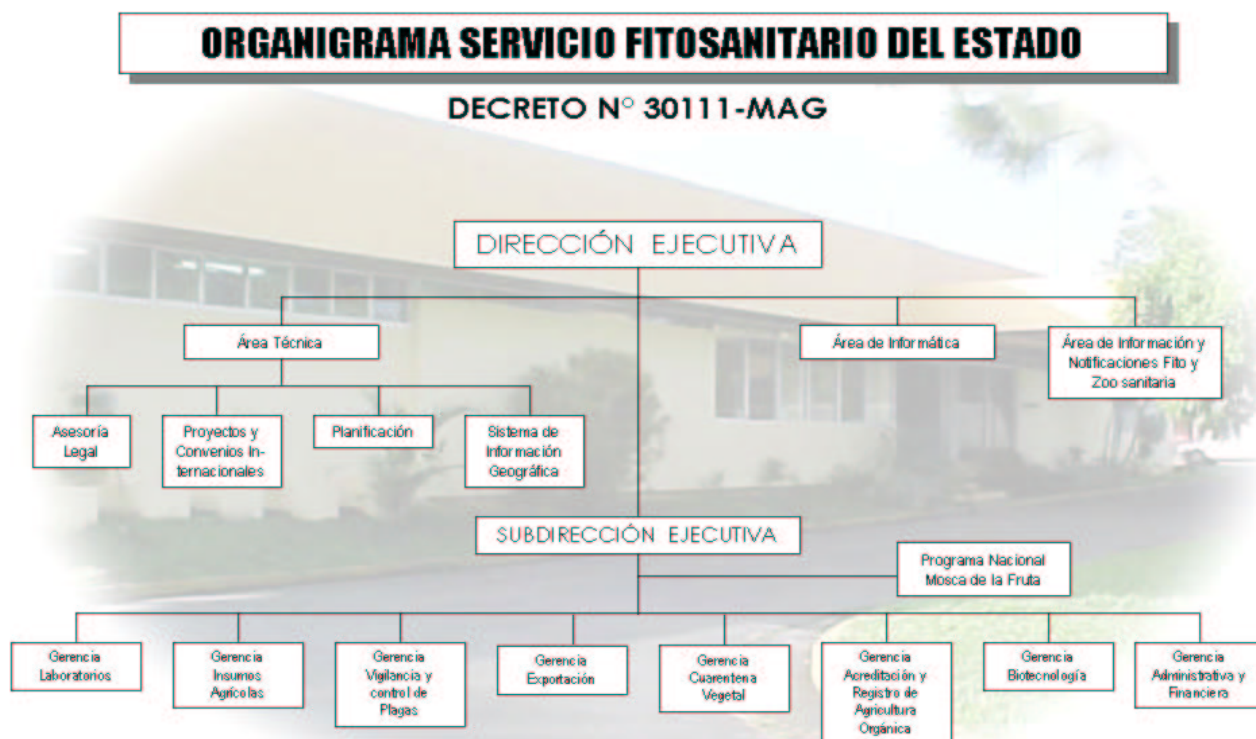 ORGANIGRAMA SERVICIO FITOSANITARIO DEL ESTADO
DECRETO N° 30111-MAG
DIRECCIÓN EJECUTIVA
Área Técnica
Área de Informática
Área de Información y
Notificaciones Fito y
Zoo sanitaria
Asesoría
Legal
Proyectos y
Convenios In-
ternacionales
Planificación
Sistema de
Información
Geográfica
SUBDIRECCIÓN EJECUTIVA
Programa Nacional
Mosca de la Fruta
Gerencia
Laboratorios
Gerencia
Insumos
Agrícolas
Gerencia
Vigilancia y
control de
Plagas
Gerencia
Exportación
Gerencia
Cuarentena
Vegetal
Gerencia
Acreditación y
Registro de
Agricultura
Orgánica
Gerencia
Biotecnología
Gerencia
Administrativa y
Financiera